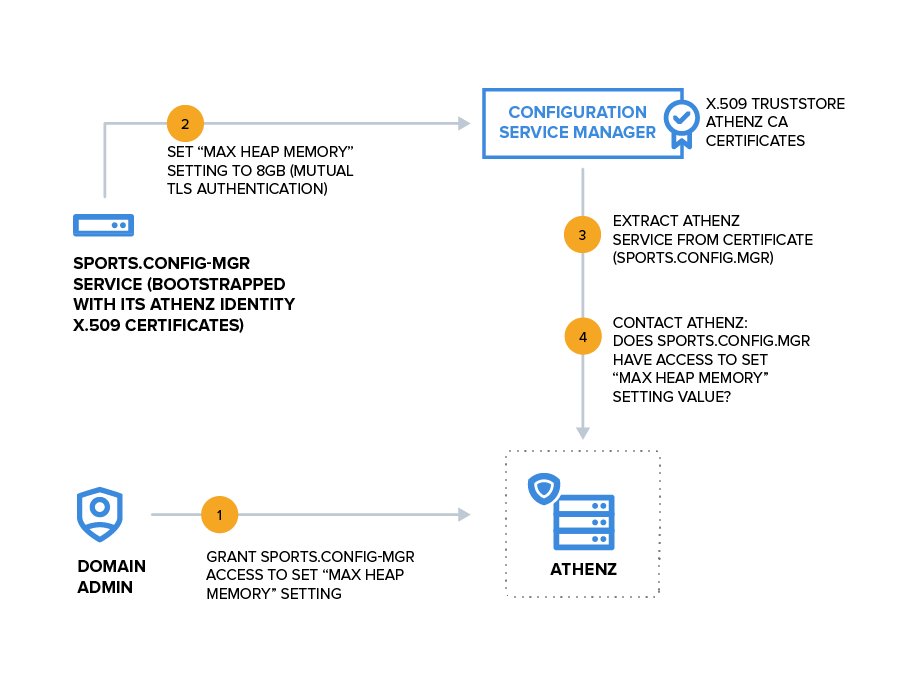 2
SET “MAX HEAP MEMORY”
SETTING TO 8GB (MUTUAL
TLS AUTHENTICATION)
CONFIGURATION
SERVICE MANAGER
X.509 TRUSTSTORE
ATHENZ CA
CERTIFICATES
SPORTS.CONFIG-MGR
SERVICE (BOOTSTRAPPED
WITH ITS ATHENZ IDENTITY
X.509 CERTIFICATES)
3
EXTRACT ATHENZ
SERVICE FROM CERTIFICATE
(SPORTS.CONFIG.MGR)
4
CONTACT ATHENZ:
DOES SPORTS.CONFIG.MGR
HAVE ACCESS TO SET
“MAX HEAP MEMORY”
SETTING VALUE?
DOMAIN
ADMIN
1
GRANT SPORTS.CONFIG-MGR
ACCESS TO SET “MAX HEAP
MEMORY” SETTING
ATHENZ